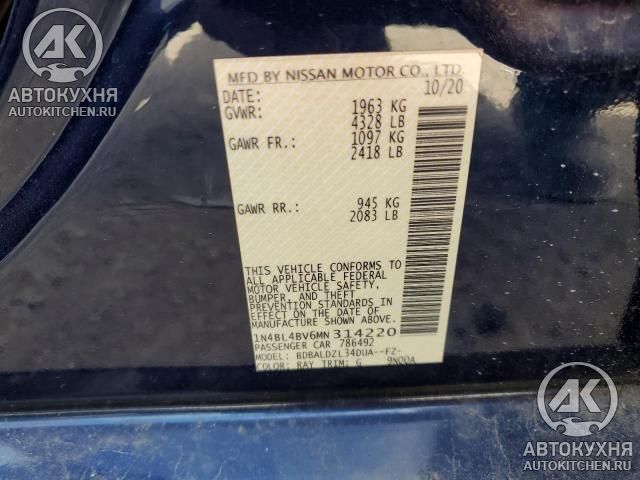 AK
АВТОКУХНЯ
AUTOKITCHEN.RU
MFD BY NISSAN MOTOR CO., LTD.
DATE: 10/20
GVWR: 1963 KG
4328 LB
GAWR FR.: 1097 KG
2418 LB
GAWR RR.: 945 KG
2083 LB
THIS VEHICLE CONFORMS TO
ALL APPLICABLE FEDERAL
MOTOR VEHICLE SAFETY,
BUMPER, AND THEFT
PREVENTION STANDARDS IN
EFFECT ON THE DATE OF
MANUFACTURE SHOWN ABOVE.
1N4BL4BV6MN314220
PASSENGER CAR 786492
MODEL: BDBALDZL34DUA--FZ-
COLOR: RAY TRIM: G 9N00A
AK
АВТОКУХНЯ
AUTOKITCHEN.RU